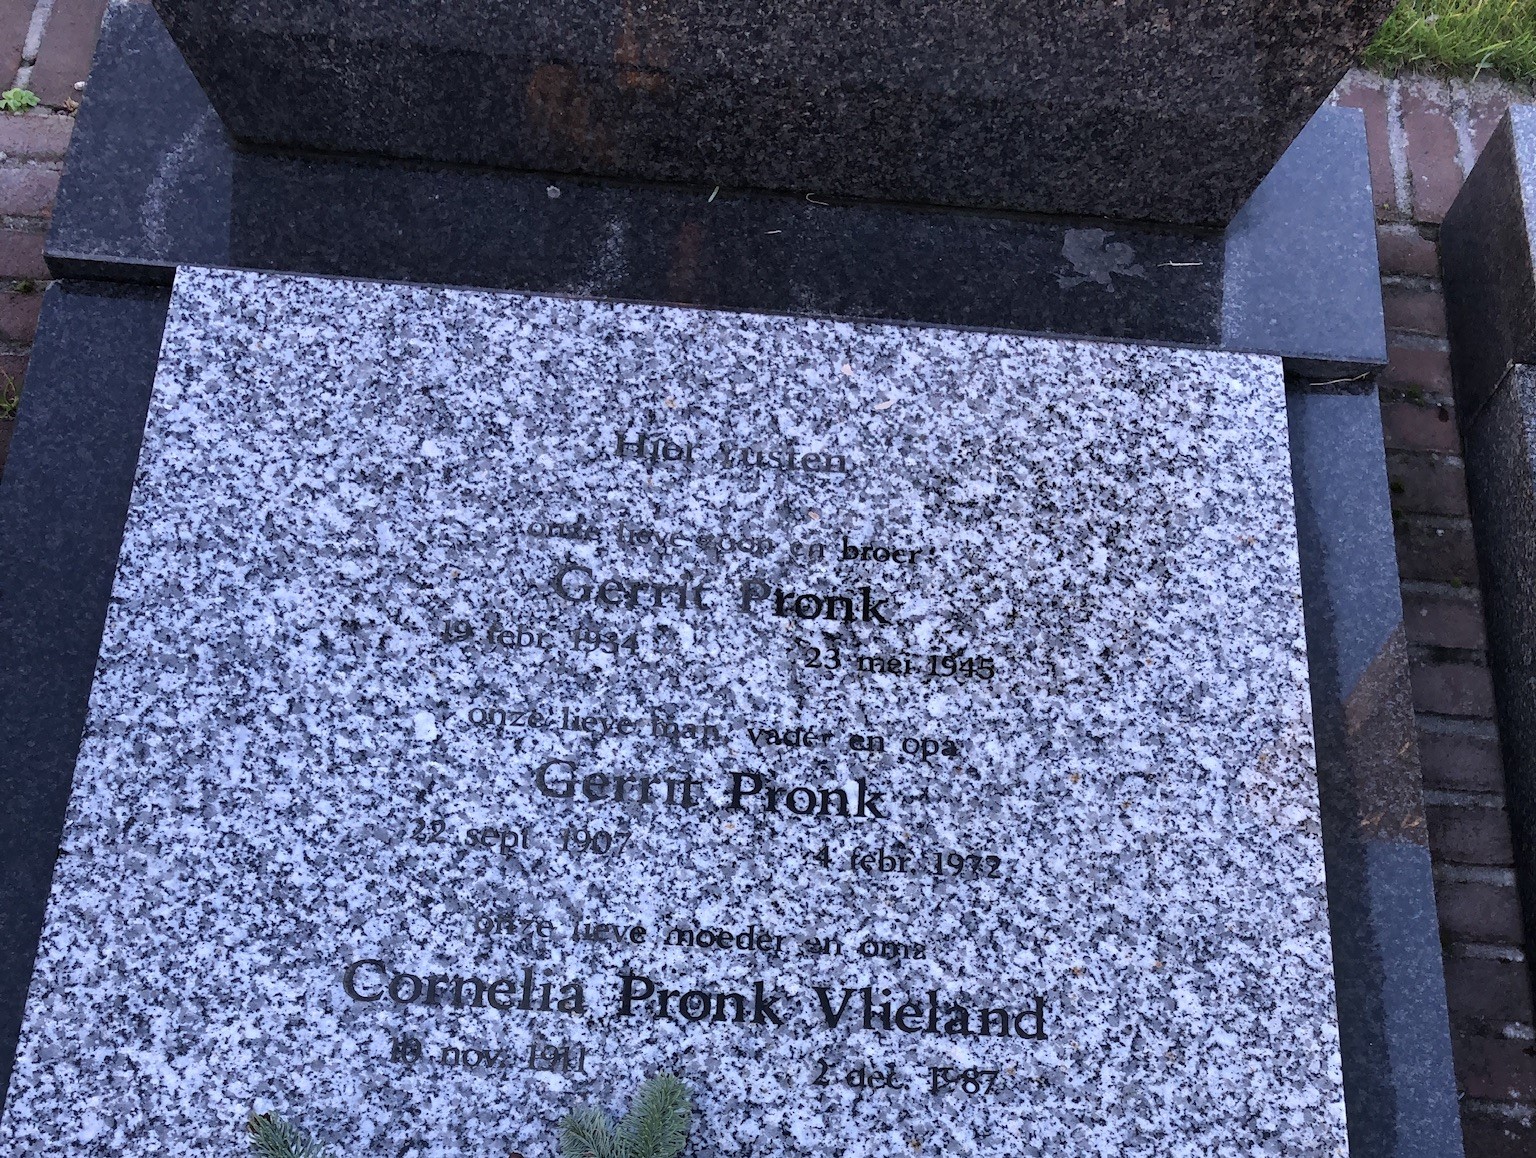 Hier rusten
onze lieve zoon en broer
Gerrit Pronk
19 febr. 1934 23 mei 1945
onze lieve man, vader en opa
Gerrit Pronk
22 sept. 1907 4 febr. 1972
onze lieve moeder en oma
Cornelia Pronk Vlieland
nov. 1911 2 dec. 1987